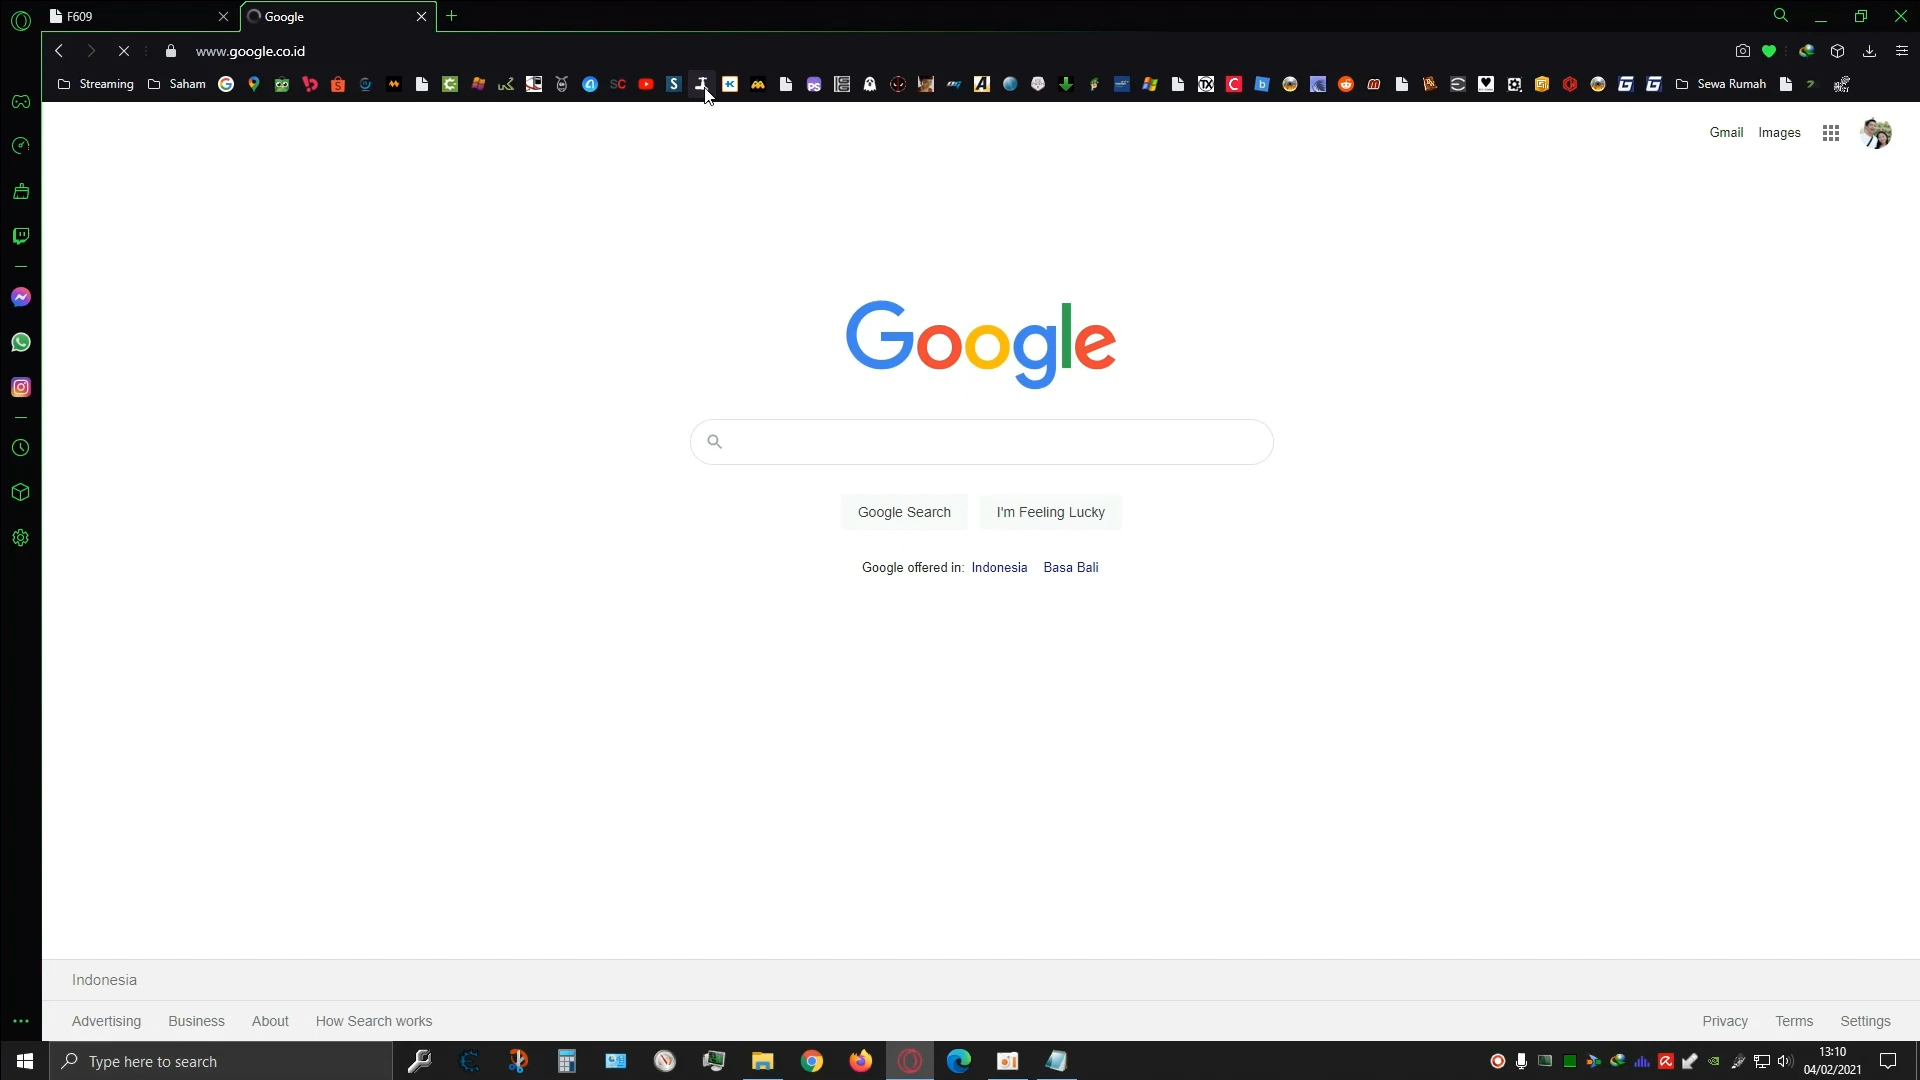 F609
Google
www.google.co.id
Streaming
Saham
SC
Sewa Rumah
Gmail
Images
Google
Google Search
I'm Feeling Lucky
Google offered in: Indonesia Basa Bali
Indonesia
Advertising
Business
About
How Search works
Privacy
Terms
Settings
Type here to search
13:10
04/02/2021